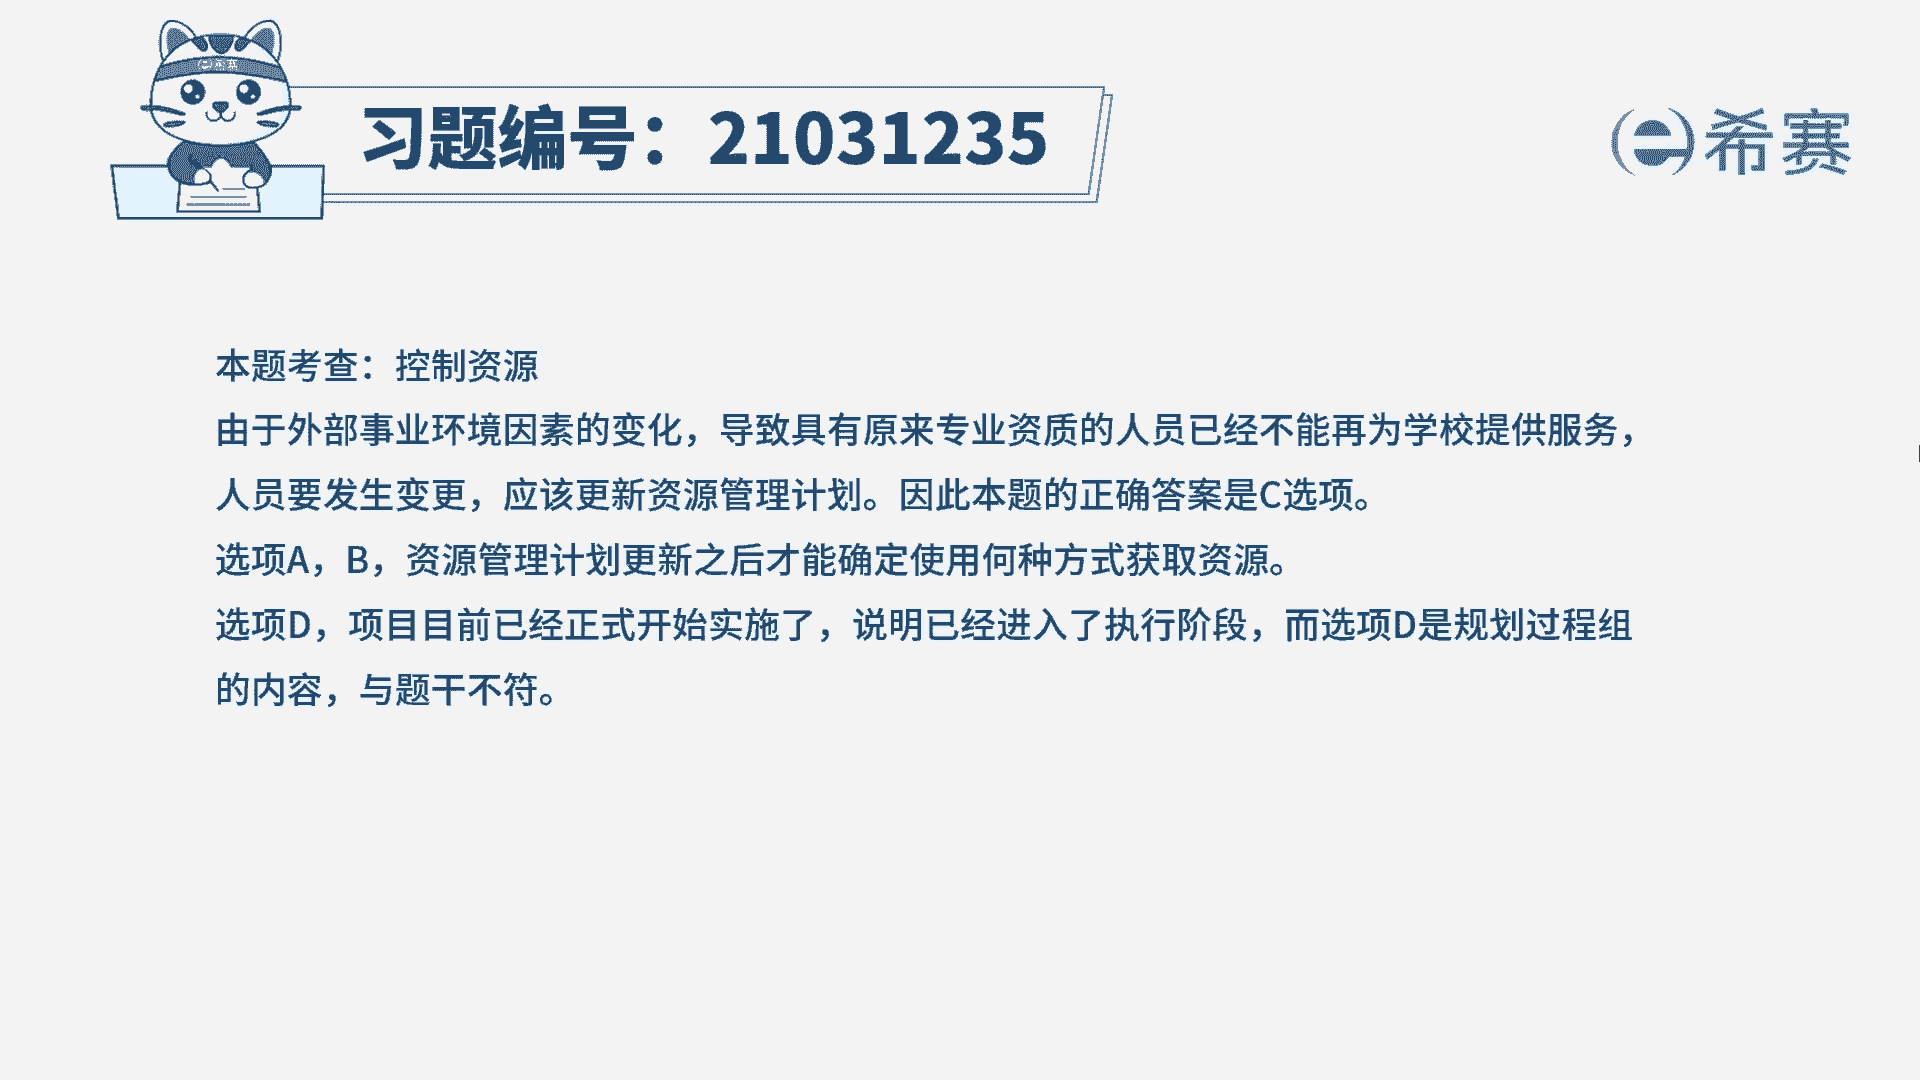 习题编号：21031235
希赛
本题考查：控制资源
由于外部事业环境因素的变化，导致具有原来专业资质的人员已经不能再为学校提供服务，
人员要发生变更，应该更新资源管理计划。因此本题的正确答案是C选项。
选项A，B，资源管理计划更新之后才能确定使用何种方式获取资源。
选项D，项目目前已经正式开始实施了，说明已经进入了执行阶段，而选项D是规划过程组
的内容，与题干不符。